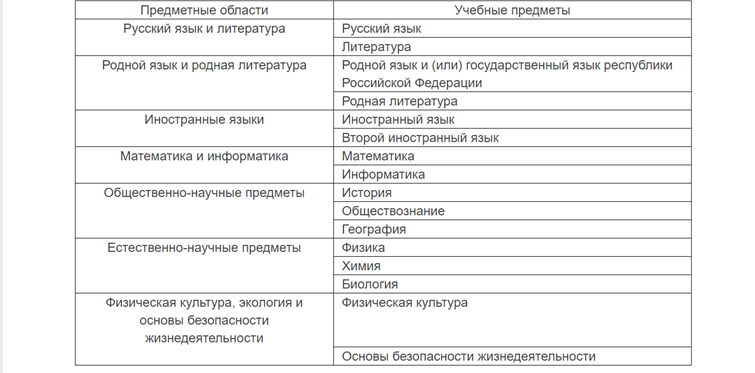 Предметные области Учебные предметы
Русский язык и литература Русский язык
Литература
Родной язык и родная литература Родной язык и (или) государственный язык республики
Российской Федерации
Родная литература
Иностранные языки Иностранный язык
Второй иностранный язык
Математика и информатика Математика
Информатика
Общественно-научные предметы История
Обществознание
География
Естественно-научные предметы Физика
Химия
Биология
Физическая культура, экология и Физическая культура
основы безопасности
жизнедеятельности
Основы безопасности жизнедеятельности